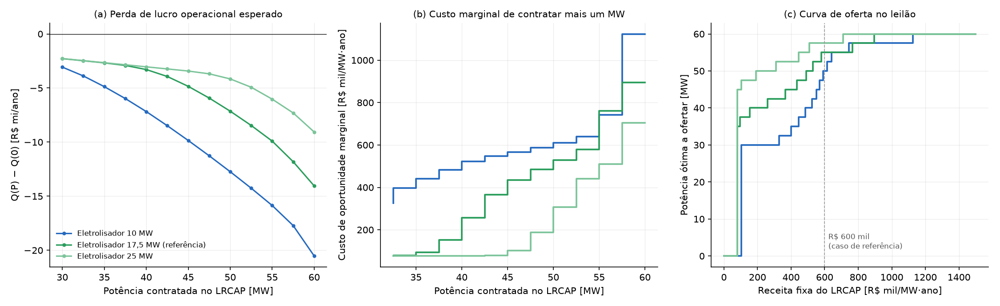 (a) Perda de lucro operacional esperado
Q(P) − Q(0) [R$ mi/ano]
0
−5
−10
−15
−20
Eletrolisador 10 MW
Eletrolisador 17,5 MW (referência)
Eletrolisador 25 MW
30 35 40 45 50 55 60
Potência contratada no LRCAP [MW]
(b) Custo marginal de contratar mais um MW
Custo de oportunidade marginal [R$ mil/MW·ano]
1000
800
600
400
200
35 40 45 50 55 60
Potência contratada no LRCAP [MW]
(c) Curva de oferta no leilão
Potência ótima a ofertar [MW]
60
50
40
30
20
10
0
R$ 600 mil
(caso de referência)
0 200 400 600 800 1000 1200 1400
Receita fixa do LRCAP [R$ mil/MW·ano]